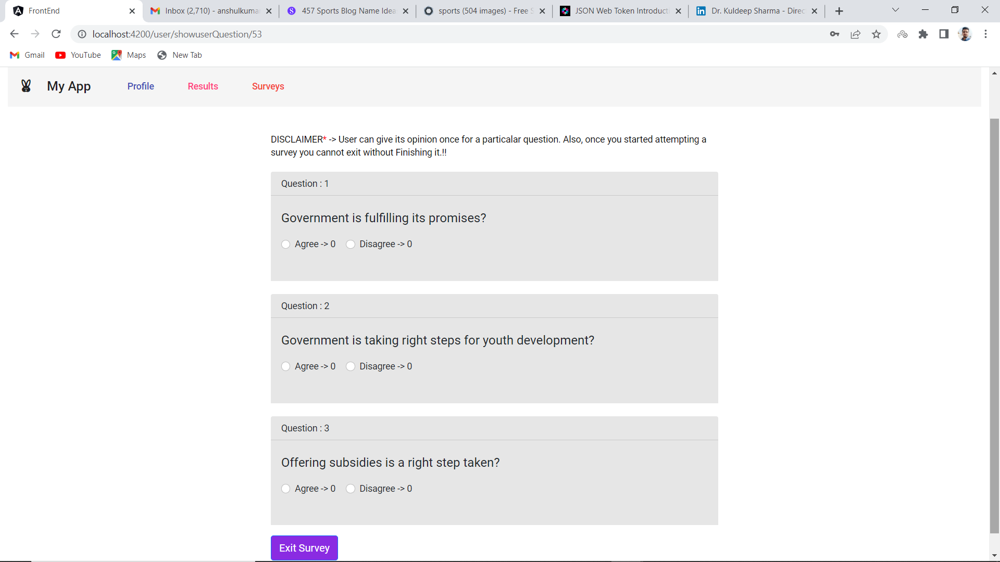 FrontEnd
Inbox (2,710) - anshulkumar
457 Sports Blog Name Idea
sports (504 images) - Free S
JSON Web Token Introducti
Dr. Kuldeep Sharma - Direc
localhost:4200/user/showuserQuestion/53
Gmail YouTube Maps New Tab
My App Profile Results Surveys
DISCLAIMER* -> User can give its opinion once for a particalar question. Also, once you started attempting a
survey you cannot exit without Finishing it.!!
Question : 1
Government is fulfilling its promises?
Agree -> 0 Disagree -> 0
Question : 2
Government is taking right steps for youth development?
Agree -> 0 Disagree -> 0
Question : 3
Offering subsidies is a right step taken?
Agree -> 0 Disagree -> 0
Exit Survey